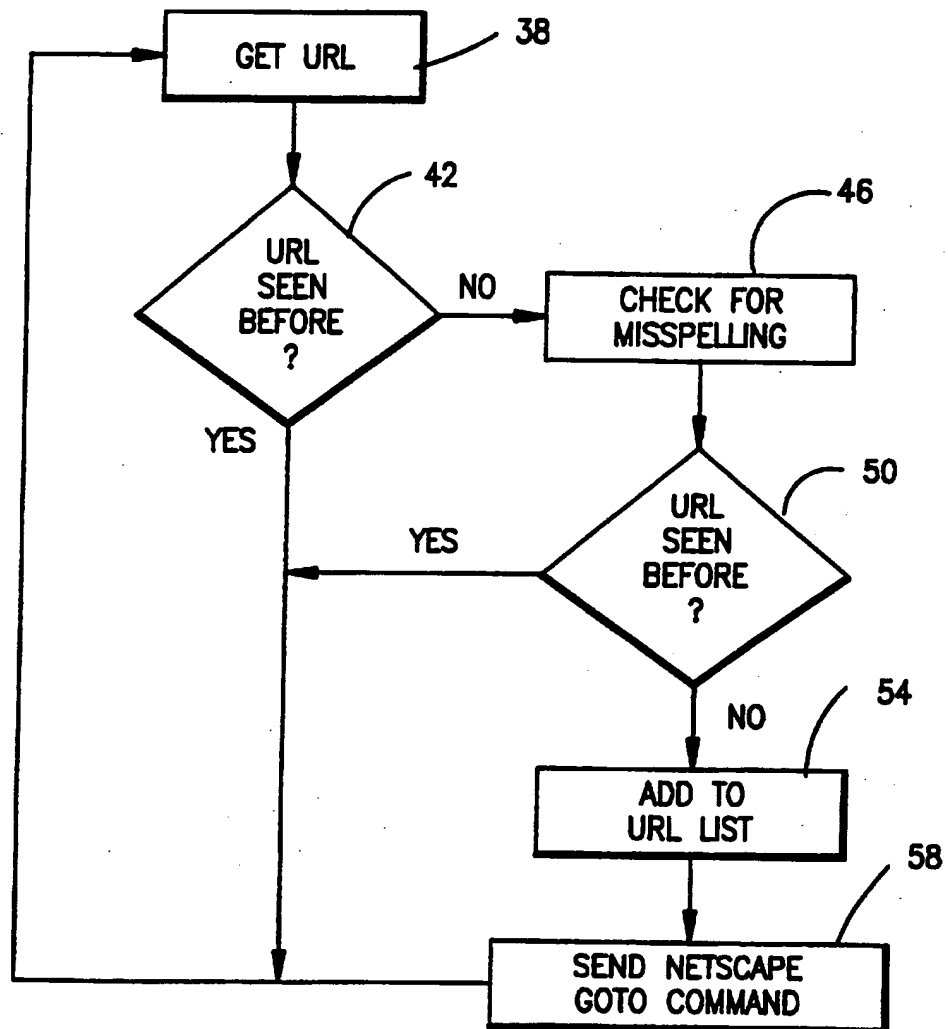 GET URL
38
42
URL
SEEN
BEFORE
?
NO
YES
46
CHECK FOR
MISSPELLING
50
URL
SEEN
BEFORE
?
YES
NO
54
ADD TO
URL LIST
58
SEND NETSCAPE
GOTO COMMAND